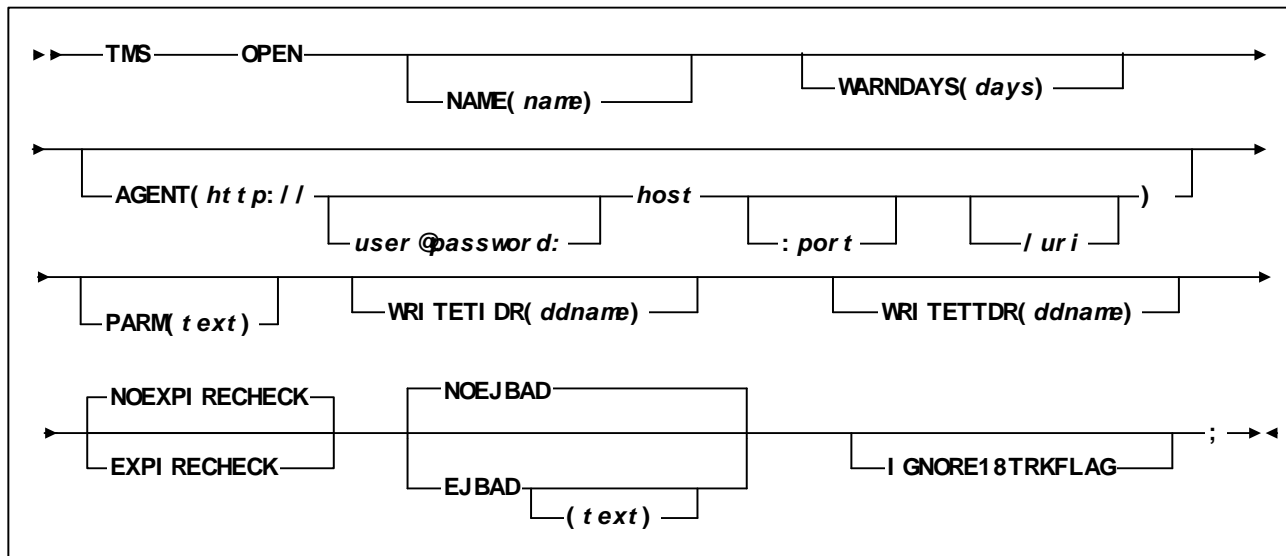 TMS OPEN
NAME(name) WARNDAYS(days)
AGENT(http:// host )
user@password: :port /uri
PARM(text) WRITETIDR(ddname) WRITETTDR(ddname)
NOEXPIRECHECK NOEJBAD
;
EXPIRECHECK EJBAD IGNORE18TRKFLAG
(text)